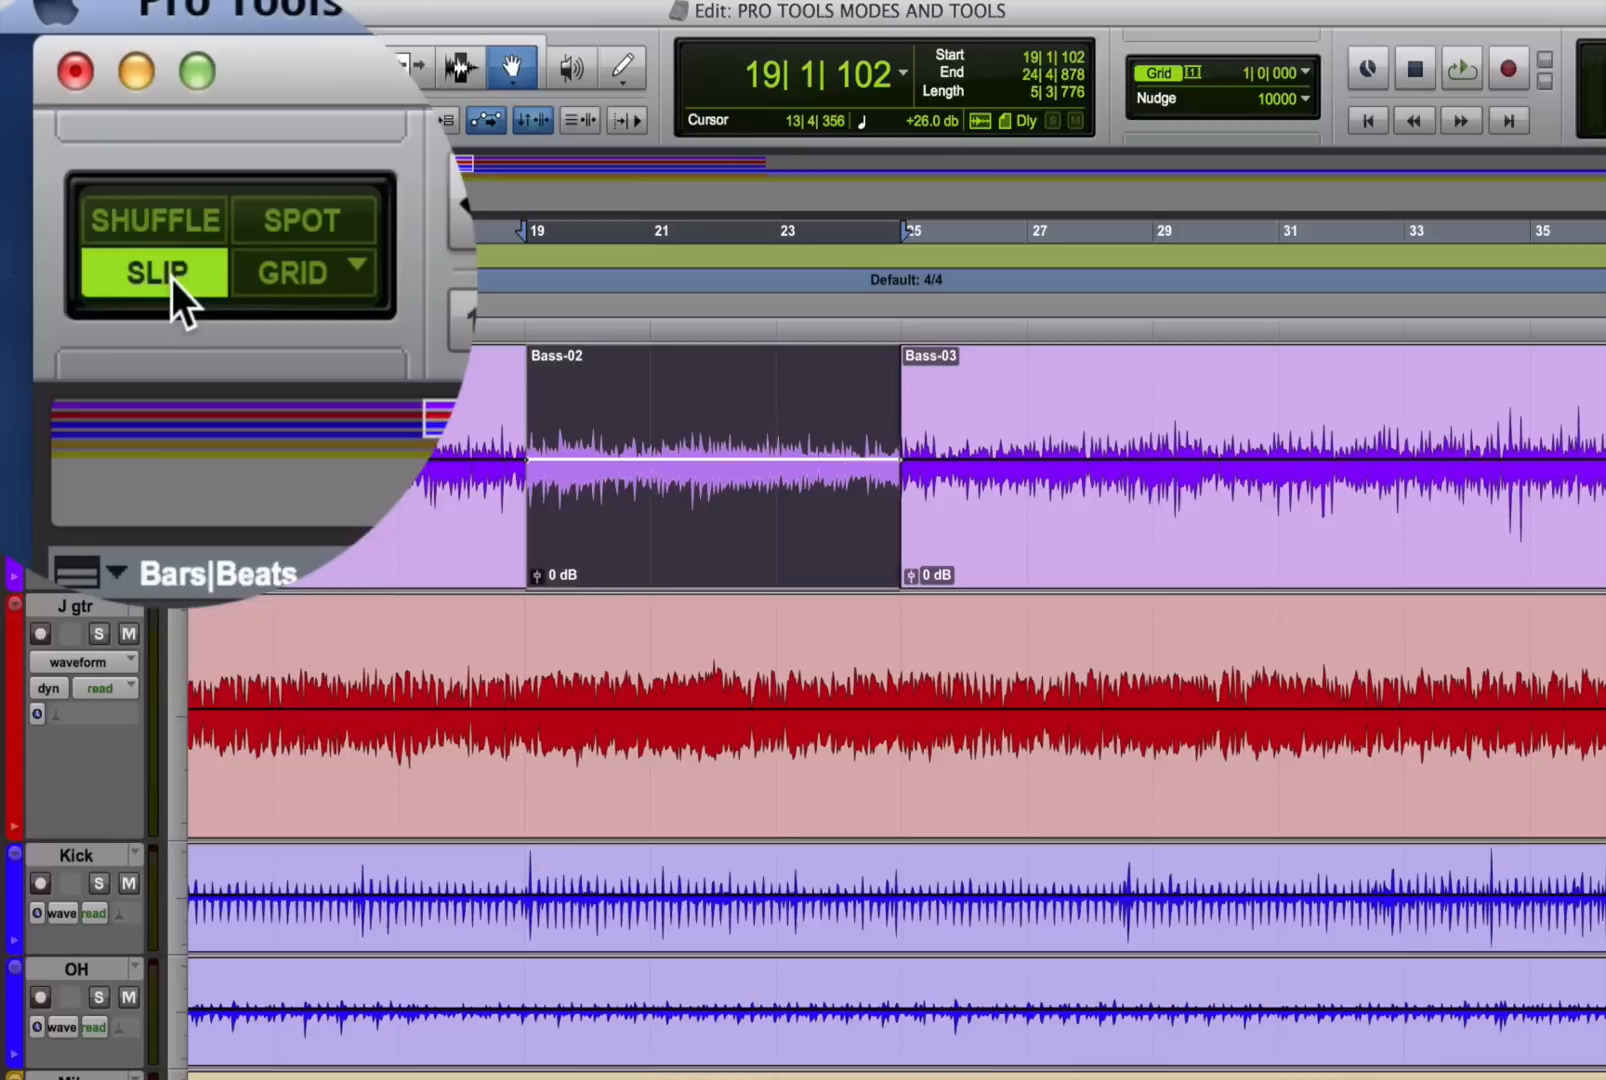 Pro Tools
Edit: PRO TOOLS MODES AND TOOLS
SHUFFLE SPOT
SLIP GRID
19| 1| 102
Start 19| 1| 102
End 24| 4| 878
Length 5| 3| 776
Cursor 13| 4| 356 +26.0 db Dly S M
Grid 1| 0| 000
Nudge 10000
19 21 23 25 27 29 31 33 35
Default: 4/4
Bass-02 Bass-03
0 dB 0 dB
Bars|Beats
J gtr
S M
waveform
dyn read
Kick
S M
wave read
OH
S M
wave read